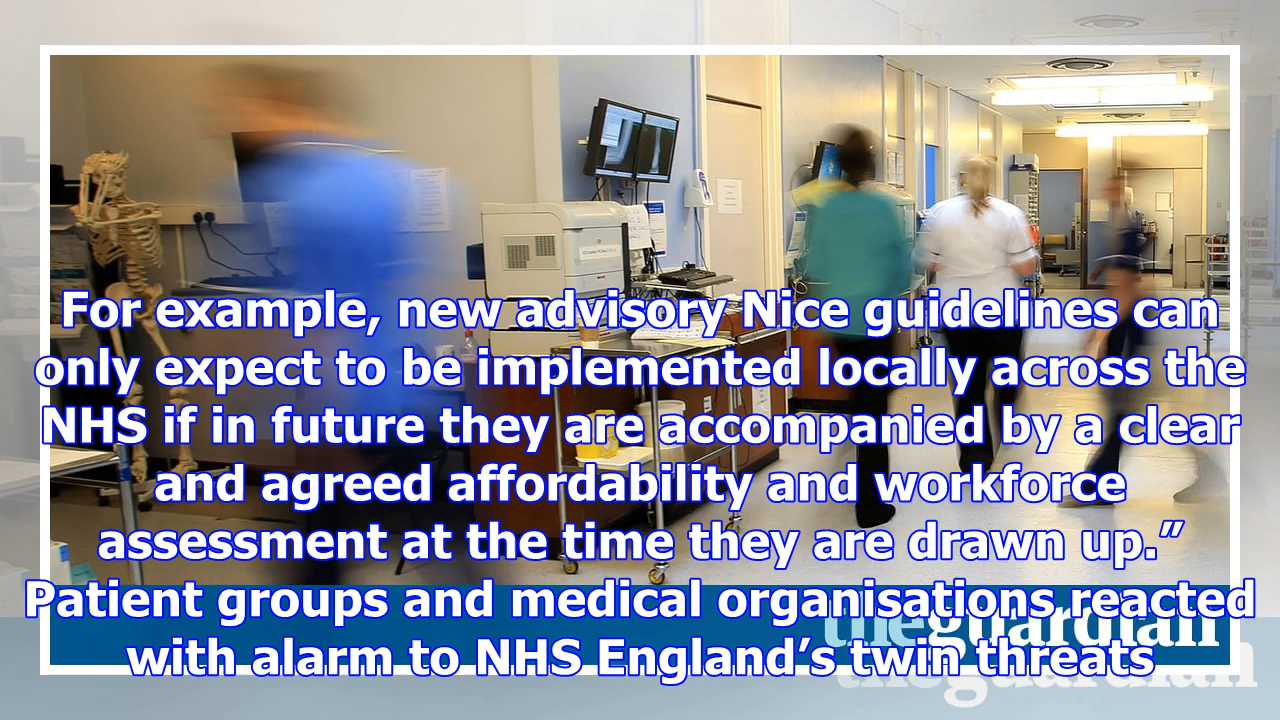 For example, new advisory Nice guidelines can
only expect to be implemented locally across the
NHS if in future they are accompanied by a clear
and agreed affordability and workforce
assessment at the time they are drawn up.”
Patient groups and medical organisations reacted
with alarm to NHS England’s twin threats
theguardian
theguardian